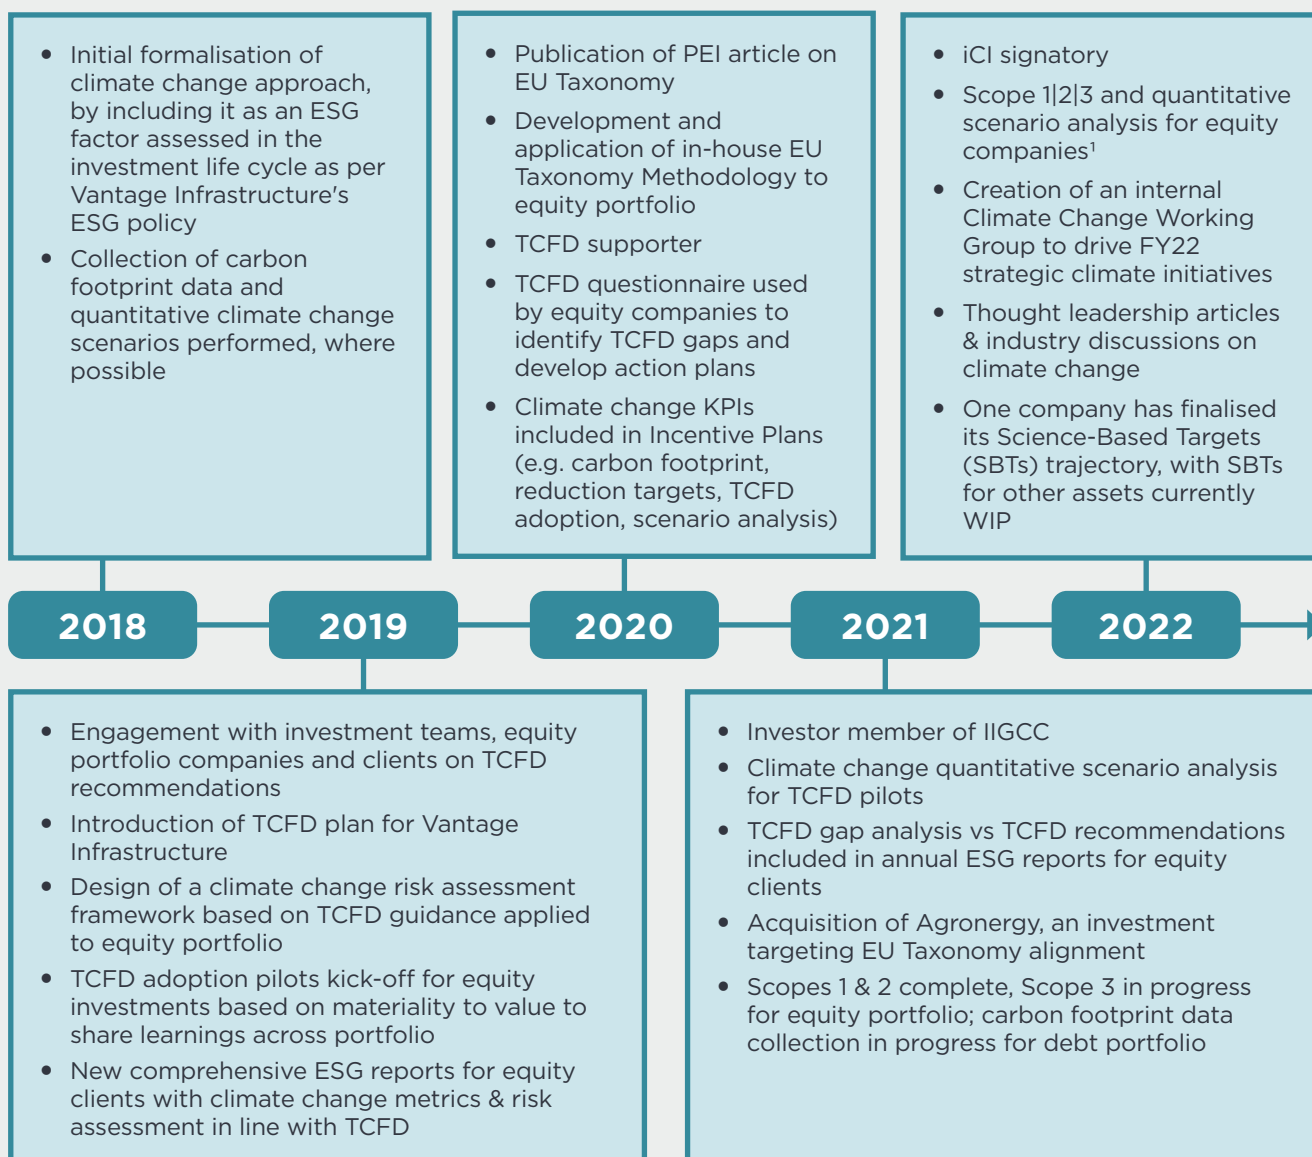 • Initial formalisation of
climate change approach,
by including it as an ESG
factor assessed in the
investment life cycle as per
Vantage Infrastructure's
ESG policy
• Collection of carbon
footprint data and
quantitative climate change
scenarios performed, where
possible
• Publication of PEI article on
EU Taxonomy
• Development and
application of in-house EU
Taxonomy Methodology to
equity portfolio
• TCFD supporter
• TCFD questionnaire used
by equity companies to
identify TCFD gaps and
develop action plans
• Climate change KPIs
included in Incentive Plans
(e.g. carbon footprint,
reduction targets, TCFD
adoption, scenario analysis)
• iCI signatory
• Scope 1|2|3 and quantitative
scenario analysis for equity
companies¹
• Creation of an internal
Climate Change Working
Group to drive FY22
strategic climate initiatives
• Thought leadership articles
& industry discussions on
climate change
• One company has finalised
its Science-Based Targets
(SBTs) trajectory, with SBTs
for other assets currently
WIP
2018
2019
2020
2021
2022
• Engagement with investment teams, equity
portfolio companies and clients on TCFD
recommendations
• Introduction of TCFD plan for Vantage
Infrastructure
• Design of a climate change risk assessment
framework based on TCFD guidance applied
to equity portfolio
• TCFD adoption pilots kick-off for equity
investments based on materiality to value to
share learnings across portfolio
• New comprehensive ESG reports for equity
clients with climate change metrics & risk
assessment in line with TCFD
• Investor member of IIGCC
• Climate change quantitative scenario analysis
for TCFD pilots
• TCFD gap analysis vs TCFD recommendations
included in annual ESG reports for equity
clients
• Acquisition of Agronergy, an investment
targeting EU Taxonomy alignment
• Scopes 1 & 2 complete, Scope 3 in progress
for equity portfolio; carbon footprint data
collection in progress for debt portfolio